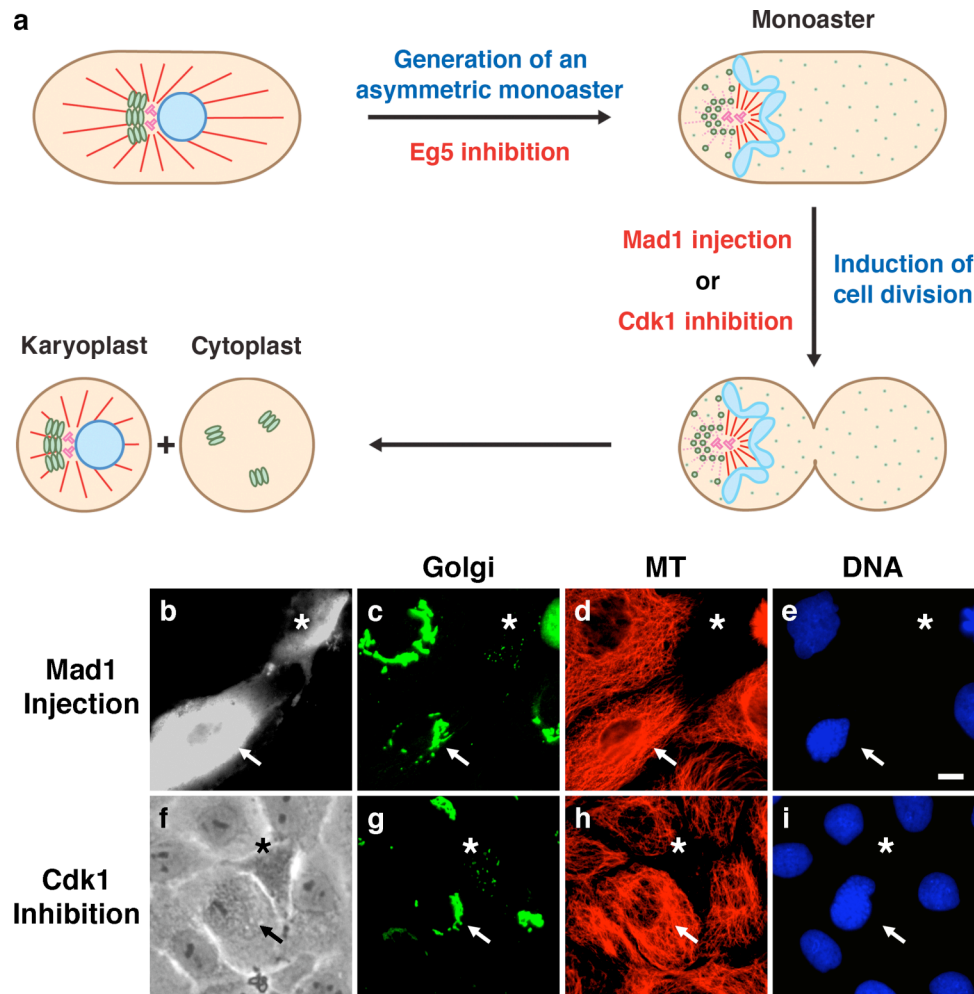 a
Monoaster
Generation of an
asymmetric monoaster
Eg5 inhibition
Mad1 injection
or
Cdk1 inhibition
Induction of
cell division
Karyoplast
Cytoplast
+
Golgi
MT
DNA
Mad1
Injection
b
*
c
*
d
*
e
*
Cdk1
Inhibition
f
*
g
*
h
*
i
*